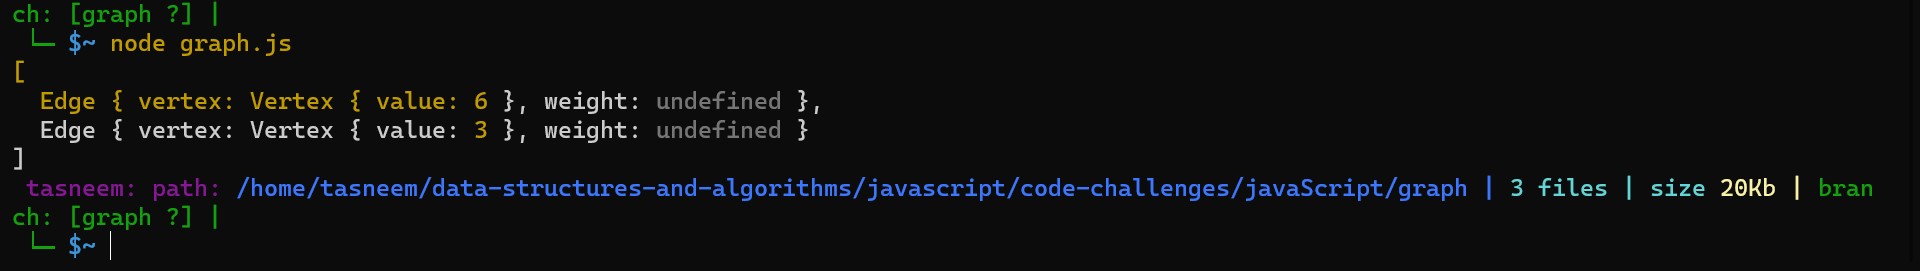 ch: [graph ?] |
└─ $~ node graph.js
[
  Edge { vertex: Vertex { value: 6 }, weight: undefined },
  Edge { vertex: Vertex { value: 3 }, weight: undefined }
]
tasneem: path: /home/tasneem/data-structures-and-algorithms/javascript/code-challenges/javaScript/graph | 3 files | size 20Kb | bran
ch: [graph ?] |
└─ $~